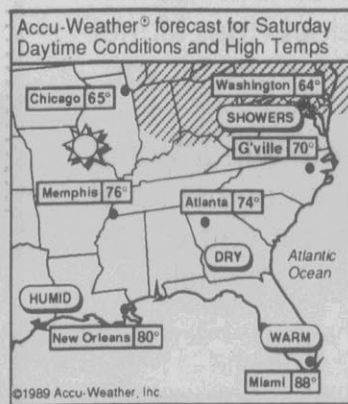 Accu-Weather® forecast for Saturday
Daytime Conditions and High Temps
Washington 64°
Chicago 65°
SHOWERS
G'ville 70°
Memphis 76°
Atlanta 74°
DRY
Atlantic
Ocean
HUMID
New Orleans 80°
WARM
Miami 88°
©1989 Accu-Weather, Inc.